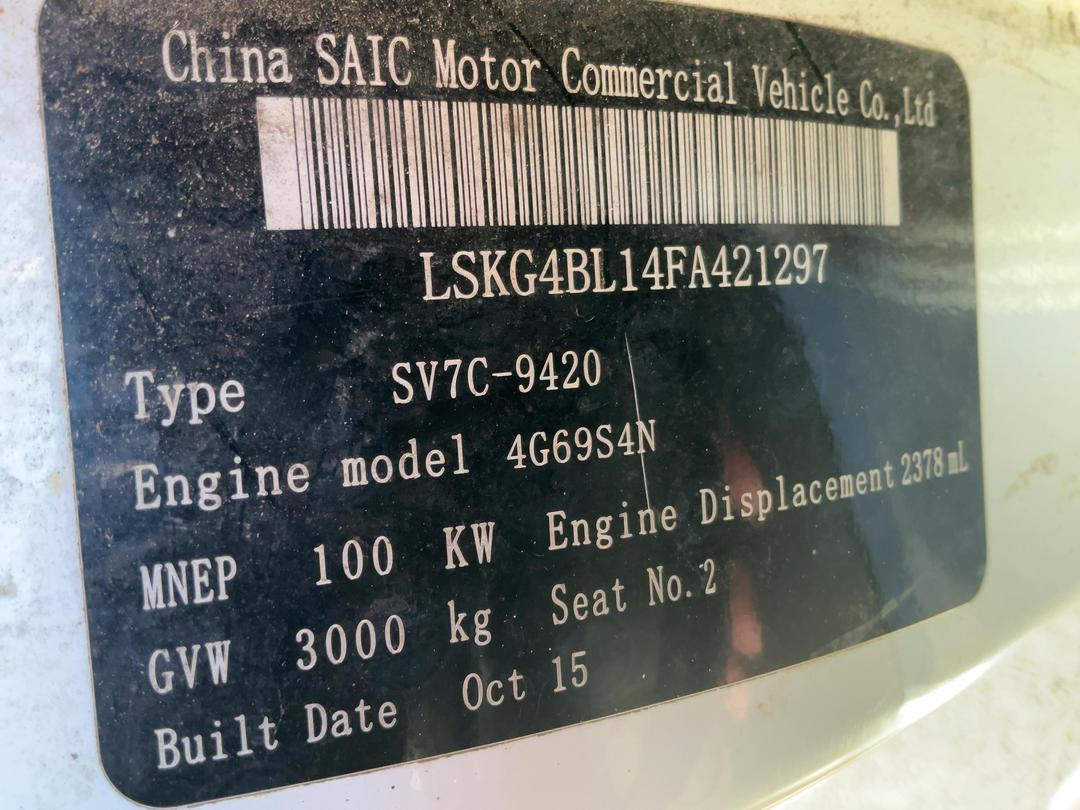 China SAIC Motor Commercial Vehicle Co.,Ltd
LSKG4BL14FA421297
Type SV7C-9420
Engine model 4G69S4N
MNEP 100 KW Engine Displacement 2378 mL
GVW 3000 kg Seat No. 2
Built Date Oct 15